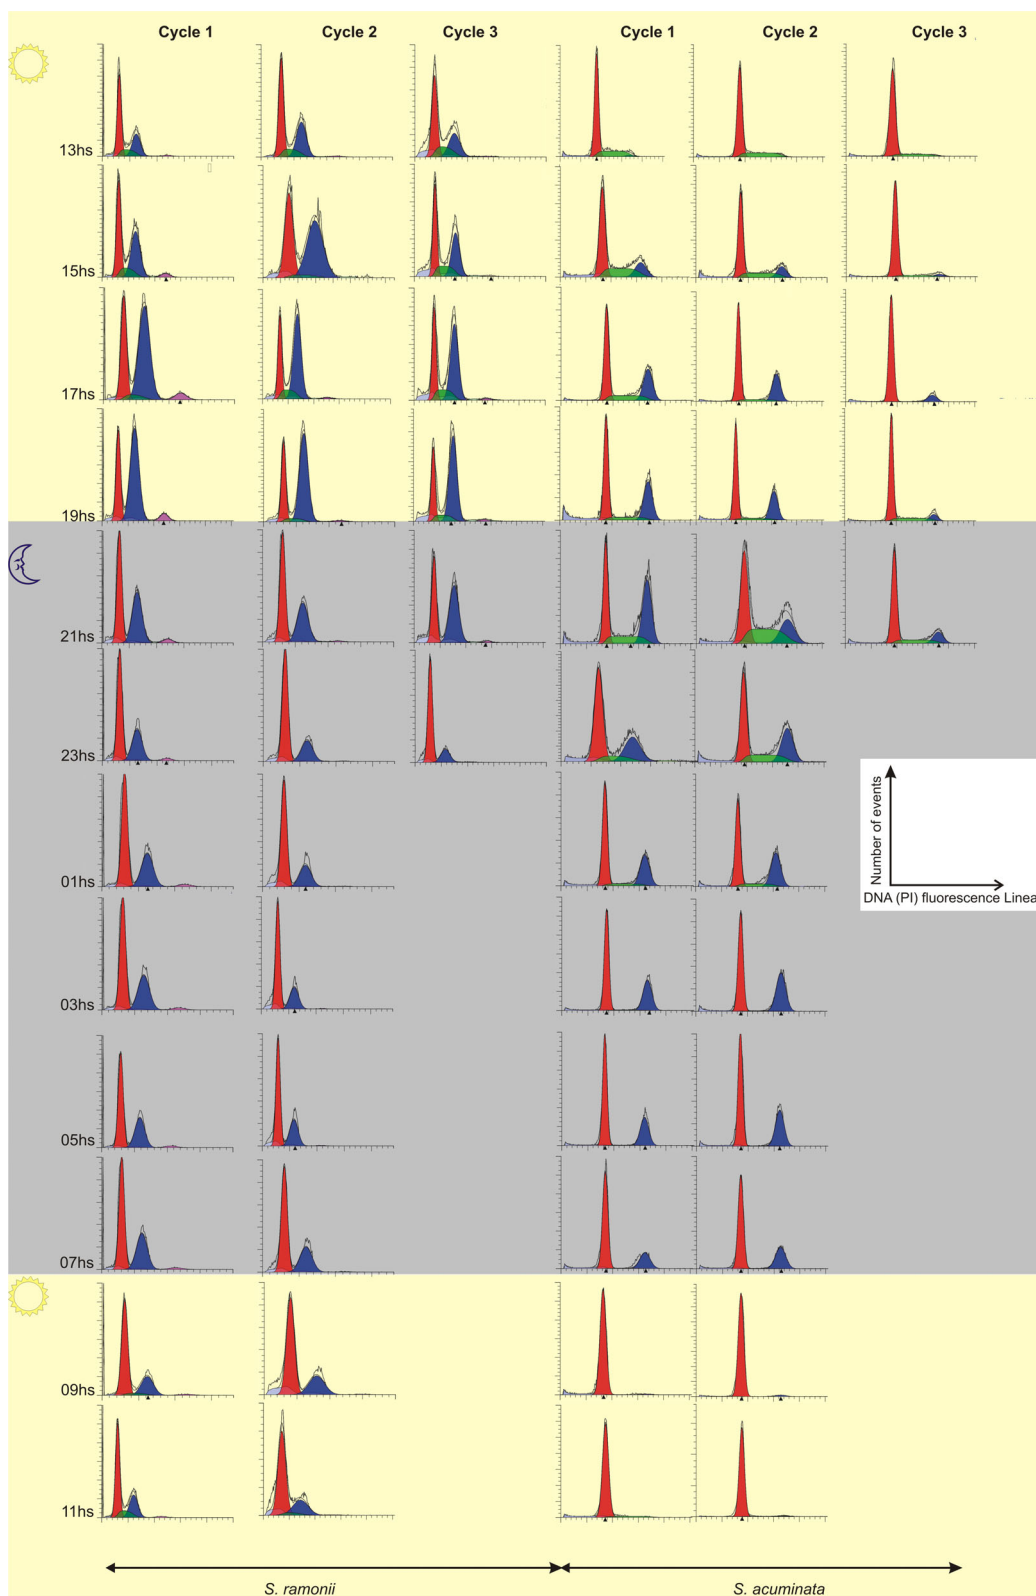 Cycle 1 Cycle 2 Cycle 3 Cycle 1 Cycle 2 Cycle 3
13hs
15hs
17hs
19hs
21hs
23hs
Number of events
01hs
DNA (PI) fluorescence Linea
03hs
05hs
07hs
09hs
11hs
S. ramonii S. acuminata